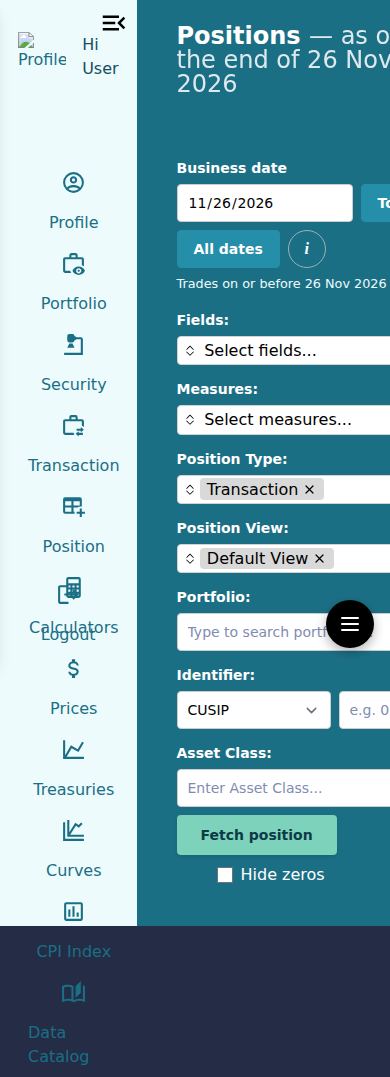 Profile
Hi
User
Profile
Portfolio
Security
Transaction
Position
Calculators
Logout
Prices
Treasuries
Curves
CPI Index
Data
Catalog
Positions — as o
the end of 26 Nov
2026
Business date
11/26/2026
To
All dates
i
Trades on or before 26 Nov 2026
Fields:
Select fields...
Measures:
Select measures...
Position Type:
Transaction ×
Position View:
Default View ×
Portfolio:
Type to search portf
Identifier:
CUSIP
e.g. 0
Asset Class:
Enter Asset Class...
Fetch position
Hide zeros